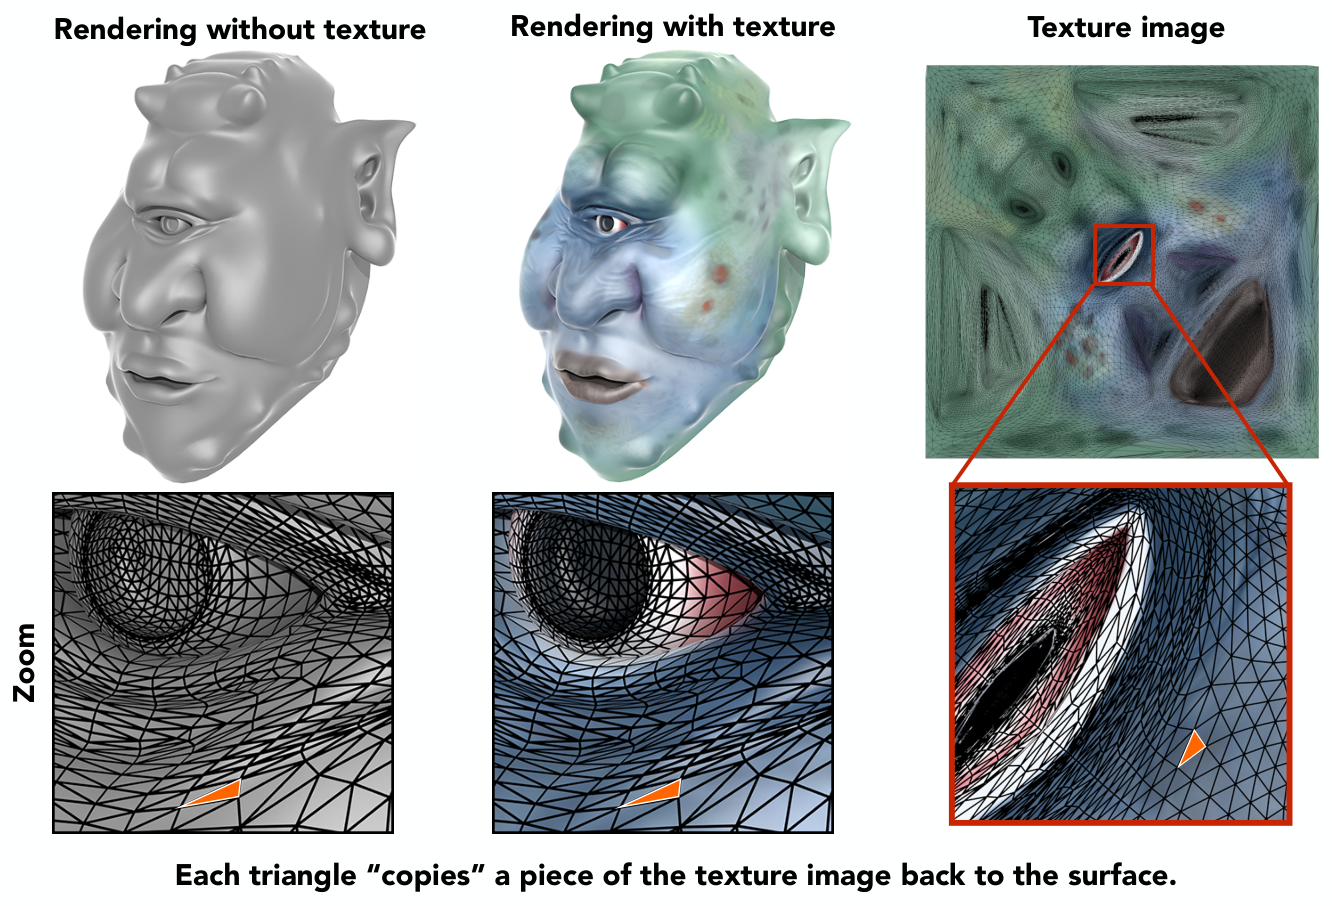 Rendering without texture
Rendering with texture
Texture image
Zoom
Each triangle “copies” a piece of the texture image back to the surface.